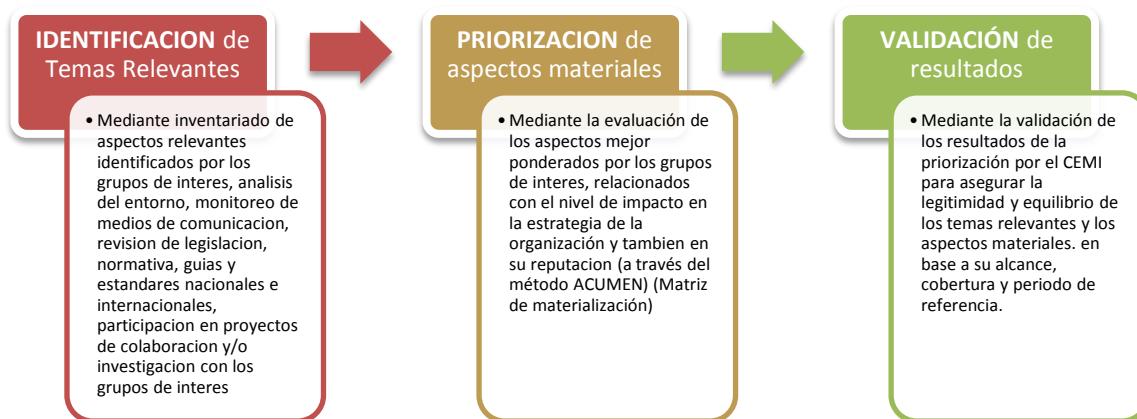 IDENTIFICACION de
Temas Relevantes
• Mediante inventariado de
aspectos relevantes
identificados por los
grupos de interes, analisis
del entorno, monitoreo de
medios de comunicacion,
revision de legislacion,
normativa, guias y
estandares nacionales e
internacionales,
participacion en proyectos
de colaboracion y/o
investigacion con los
grupos de interes
PRIORIZACION de
aspectos materiales
• Mediante la evaluación de
los aspectos mejor
ponderados por los grupos
de interes, relacionados
con el nivel de impacto en
la estrategia de la
organización y tambien en
su reputacion (a través del
método ACUMEN) (Matriz
de materialización)
VALIDACIÓN de
resultados
• Mediante la validación de
los resultados de la
priorización por el CEMI
para asegurar la
legitimidad y equilibrio de
los temas relevantes y los
aspectos materiales. en
base a su alcance,
cobertura y periodo de
referencia.